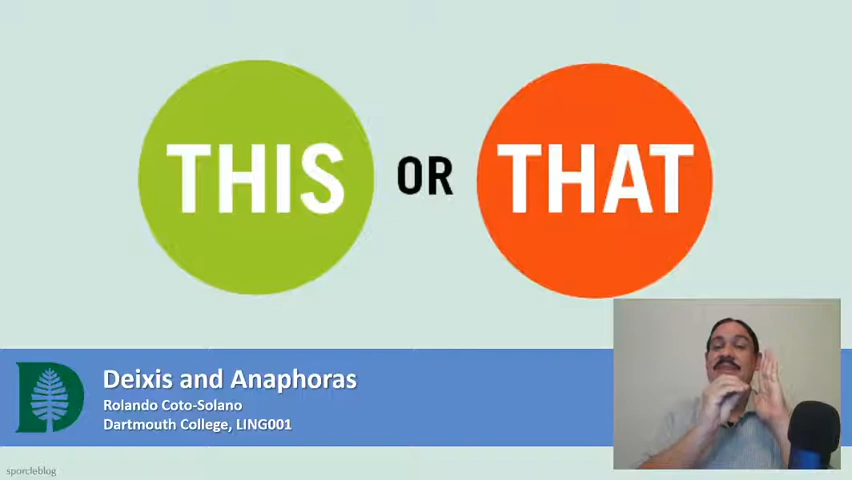 THIS OR THAT
Deixis and Anaphoras
Rolando Coto-Solano
Dartmouth College, LING001
sporcleblog